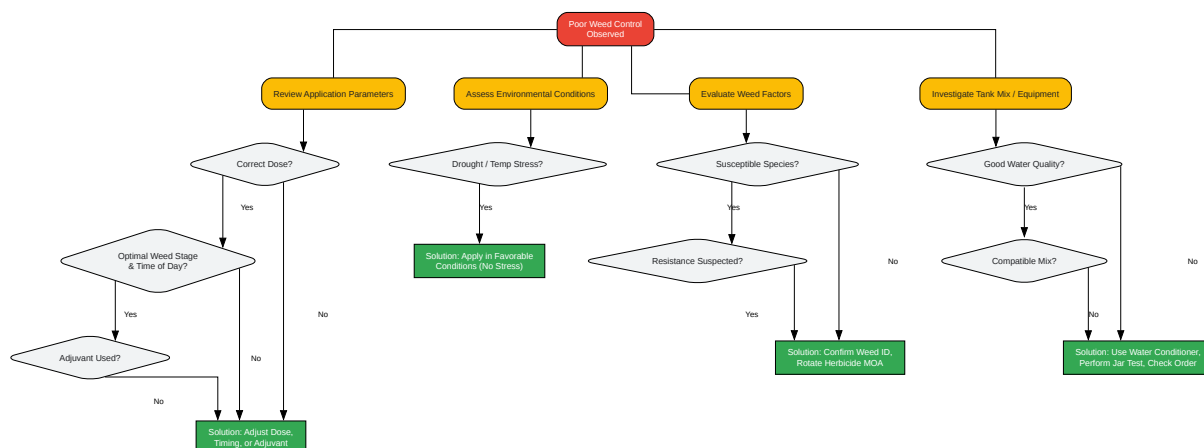 Poor Weed Control
Observed
Review Application Parameters
Assess Environmental Conditions
Evaluate Weed Factors
Investigate Tank Mix / Equipment
Correct Dose?
Drought / Temp Stress?
Susceptible Species?
Good Water Quality?
Yes
Yes
Yes
Yes
Optimal Weed Stage
& Time of Day?
Solution: Apply in Favorable
Conditions (No Stress)
Resistance Suspected?
No
Compatible Mix?
No
Yes
No
Yes
No
Adjuvant Used?
No
Solution: Confirm Weed ID,
Rotate Herbicide MOA
Solution: Use Water Conditioner,
Perform Jar Test, Check Order
No
Solution: Adjust Dose,
Timing, or Adjuvant